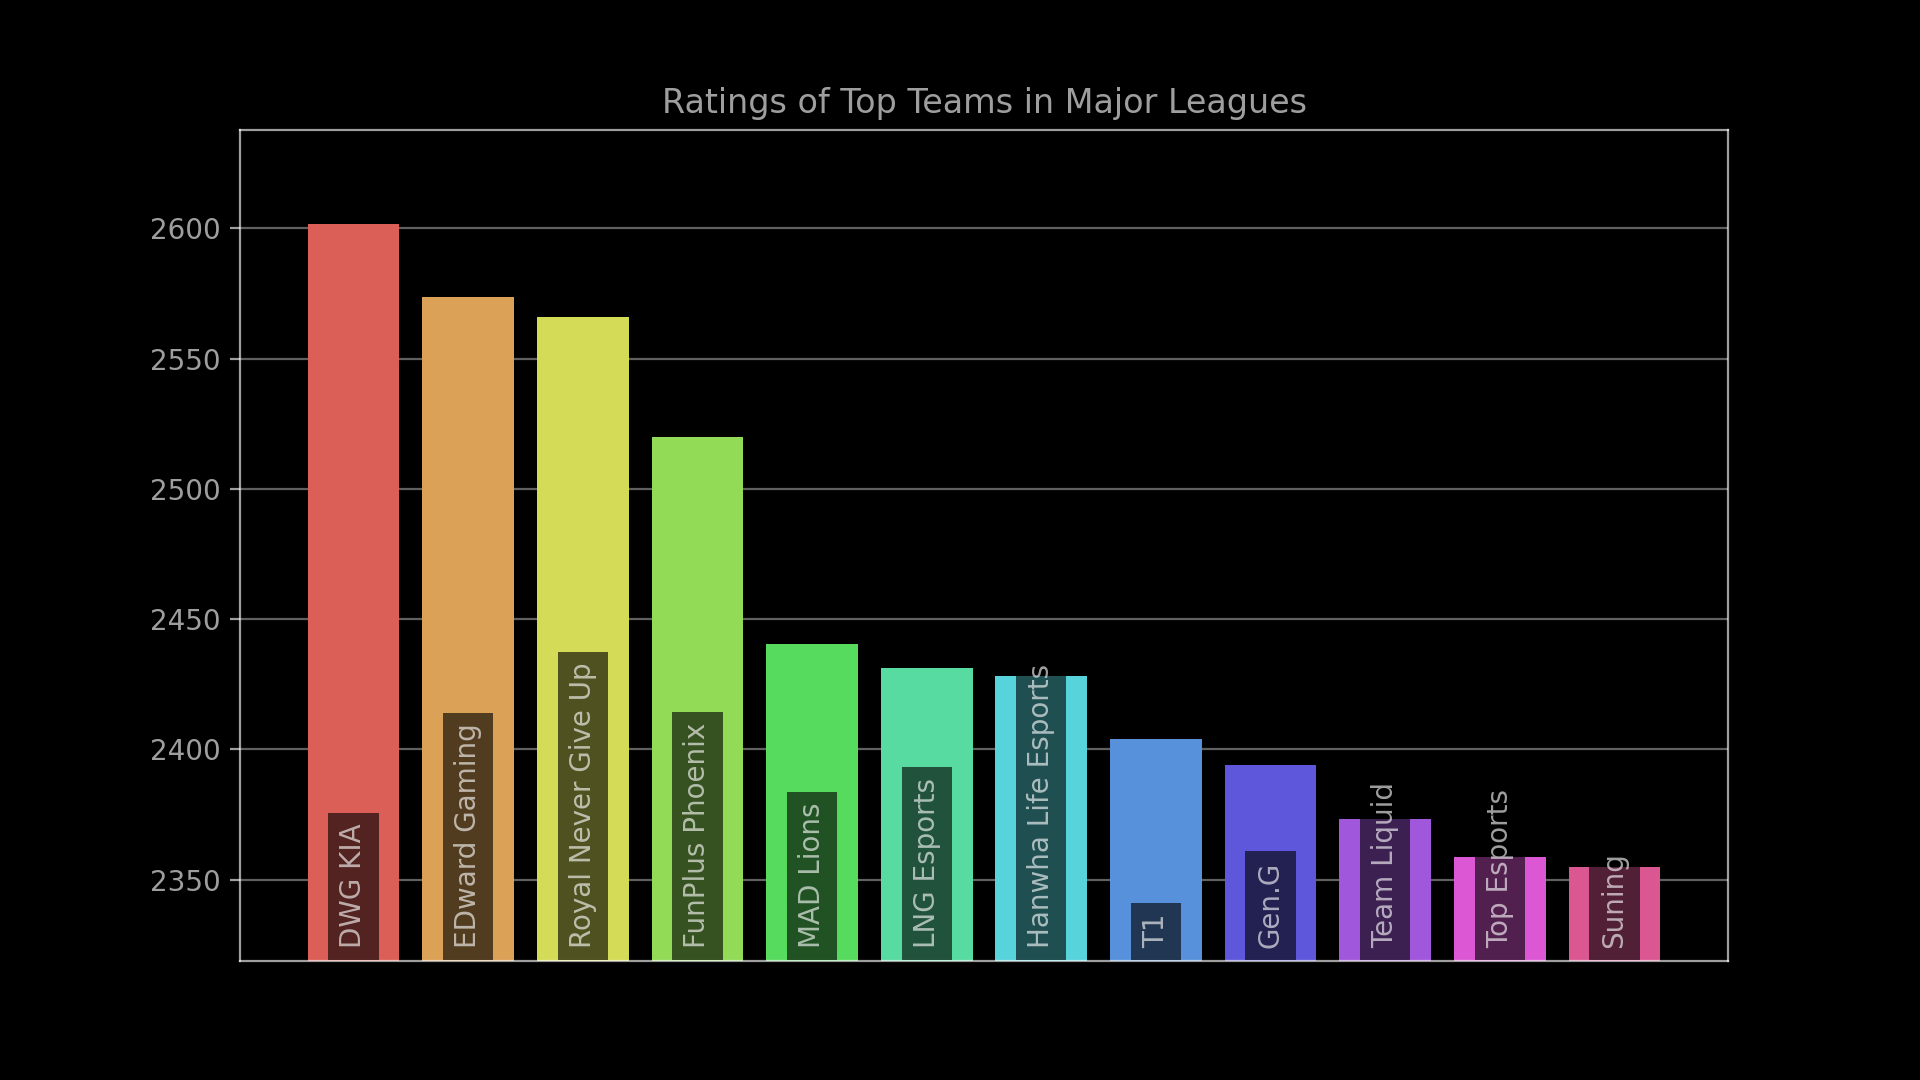 Ratings of Top Teams in Major Leagues
2600
2550
2500
2450
2400
2350
DWG KIA
EDward Gaming
Royal Never Give Up
FunPlus Phoenix
MAD Lions
LNG Esports
Hanwha Life Esports
T1
Gen.G
Team Liquid
Top Esports
Suning